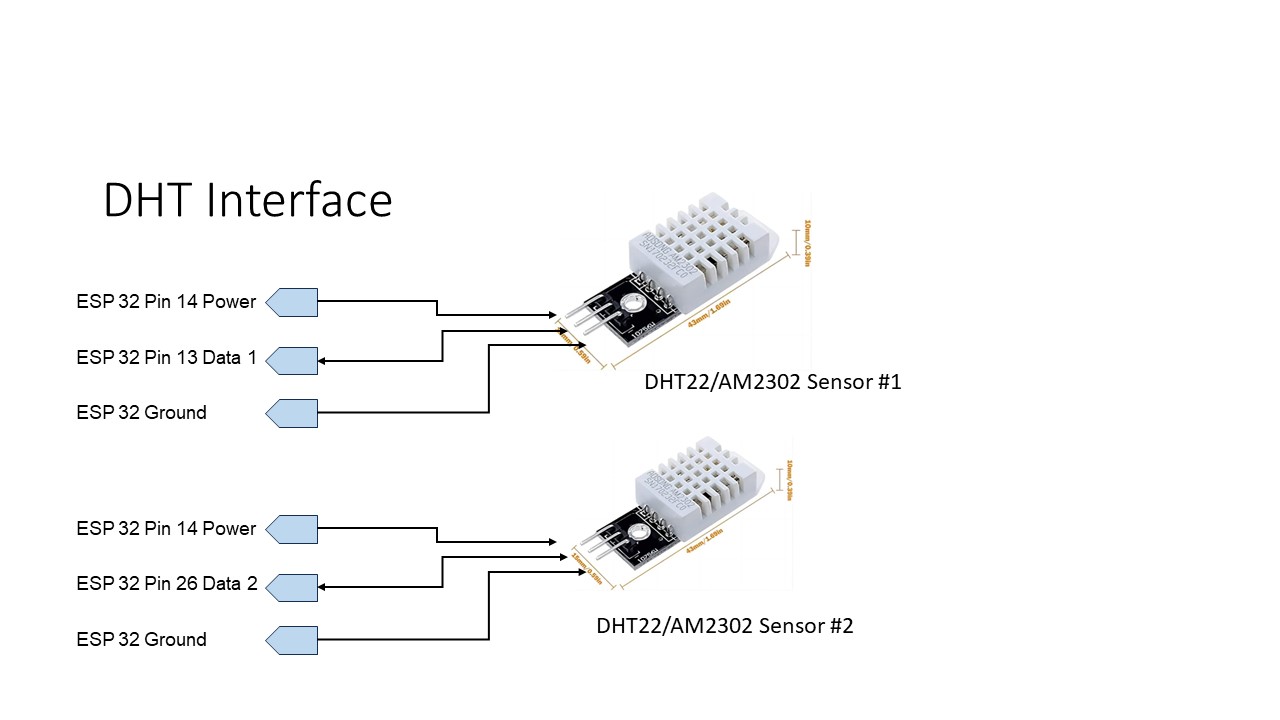 DHT Interface
AOSONG AM2302
10mm/0.39in
43mm/1.69in
ESP 32 Pin 14 Power
ESP 32 Pin 13 Data 1
ESP 32 Ground
DHT22/AM2302 Sensor #1
10mm/0.39in
43mm/1.69in
15mm/0.59in
ESP 32 Pin 14 Power
ESP 32 Pin 26 Data 2
ESP 32 Ground
DHT22/AM2302 Sensor #2